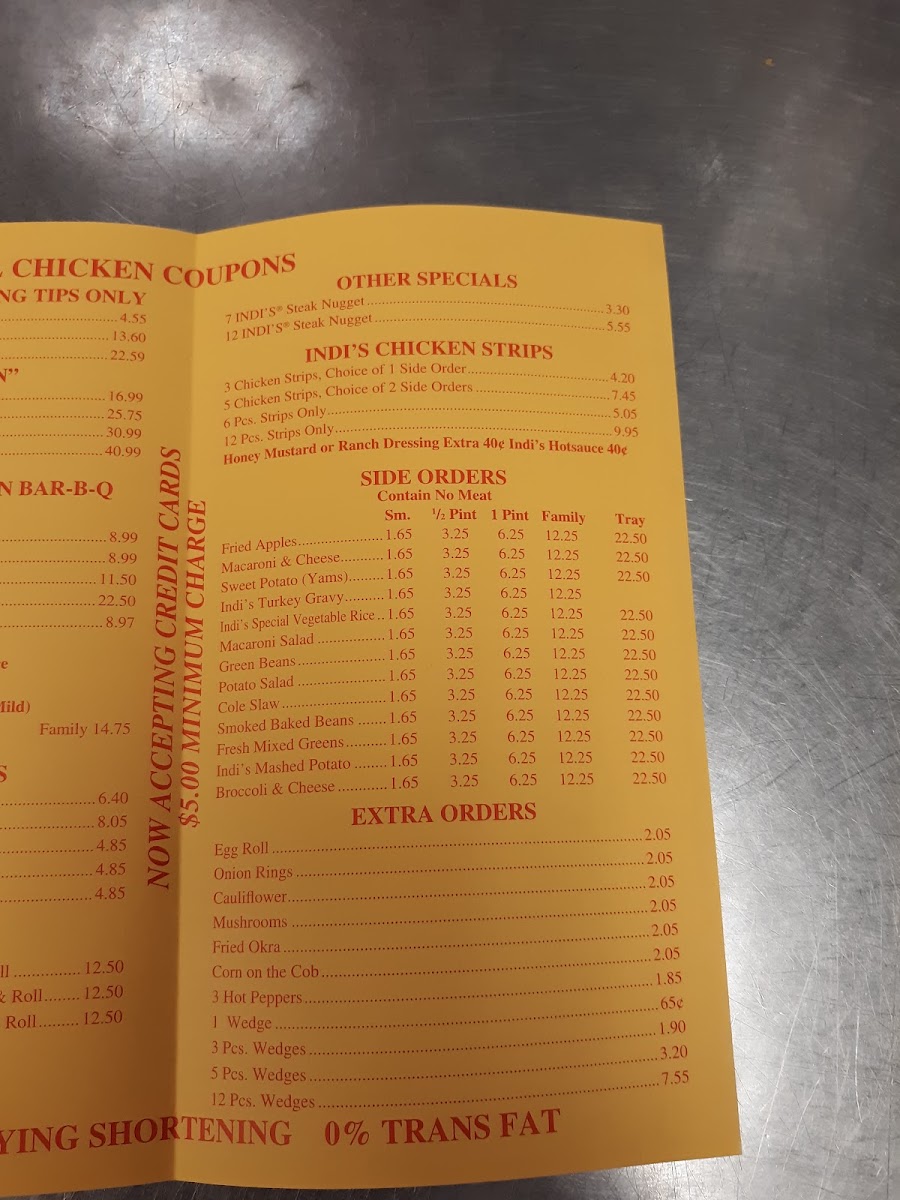 L CHICKEN COUPONS
NG TIPS ONLY
4.55
13.60
22.59
N”
16.99
25.75
30.99
40.99
N BAR-B-Q
8.99
8.99
11.50
22.50
8.97
re
Mild)
Family 14.75
S
6.40
8.05
4.85
4.85
4.85
ll .............. 12.50
& Roll........ 12.50
Roll......... 12.50
NOW ACCEPTING CREDIT CARDS
$5.00 MINIMUM CHARGE
OTHER SPECIALS
7 INDI’S® Steak Nugget 3.30
12 INDI’S® Steak Nugget 5.55
INDI’S CHICKEN STRIPS
3 Chicken Strips, Choice of 1 Side Order 4.20
5 Chicken Strips, Choice of 2 Side Orders 7.45
6 Pcs. Strips Only 5.05
12 Pcs. Strips Only 9.95
Honey Mustard or Ranch Dressing Extra 40¢ Indi’s Hotsauce 40¢
SIDE ORDERS
Contain No Meat
Sm. 1/2 Pint 1 Pint Family Tray
Fried Apples 1.65 3.25 6.25 12.25 22.50
Macaroni & Cheese 1.65 3.25 6.25 12.25 22.50
Sweet Potato (Yams) 1.65 3.25 6.25 12.25 22.50
Indi’s Turkey Gravy 1.65 3.25 6.25 12.25
Indi’s Special Vegetable Rice 1.65 3.25 6.25 12.25 22.50
Macaroni Salad 1.65 3.25 6.25 12.25 22.50
Green Beans 1.65 3.25 6.25 12.25 22.50
Potato Salad 1.65 3.25 6.25 12.25 22.50
Cole Slaw 1.65 3.25 6.25 12.25 22.50
Smoked Baked Beans 1.65 3.25 6.25 12.25 22.50
Fresh Mixed Greens 1.65 3.25 6.25 12.25 22.50
Indi’s Mashed Potato 1.65 3.25 6.25 12.25 22.50
Broccoli & Cheese 1.65 3.25 6.25 12.25 22.50
EXTRA ORDERS
Egg Roll 2.05
Onion Rings 2.05
Cauliflower 2.05
Mushrooms 2.05
Fried Okra 2.05
Corn on the Cob 2.05
3 Hot Peppers 1.85
1 Wedge 65¢
3 Pcs. Wedges 1.90
5 Pcs. Wedges 3.20
12 Pcs. Wedges 7.55
YING SHORTENING 0% TRANS FAT